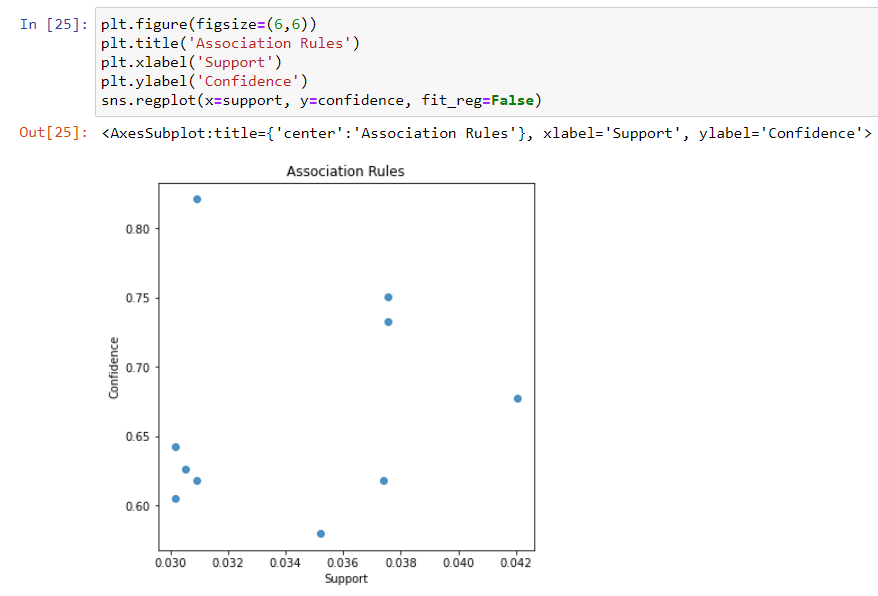 In [25]: plt.figure(figsize=(6,6))
plt.title('Association Rules')
plt.xlabel('Support')
plt.ylabel('Confidence')
sns.regplot(x=support, y=confidence, fit_reg=False)
Out[25]: <AxesSubplot:title={'center':'Association Rules'}, xlabel='Support', ylabel='Confidence'>
Association Rules
0.80
0.75
0.70
0.65
0.60
Confidence
0.030 0.032 0.034 0.036 0.038 0.040 0.042
Support